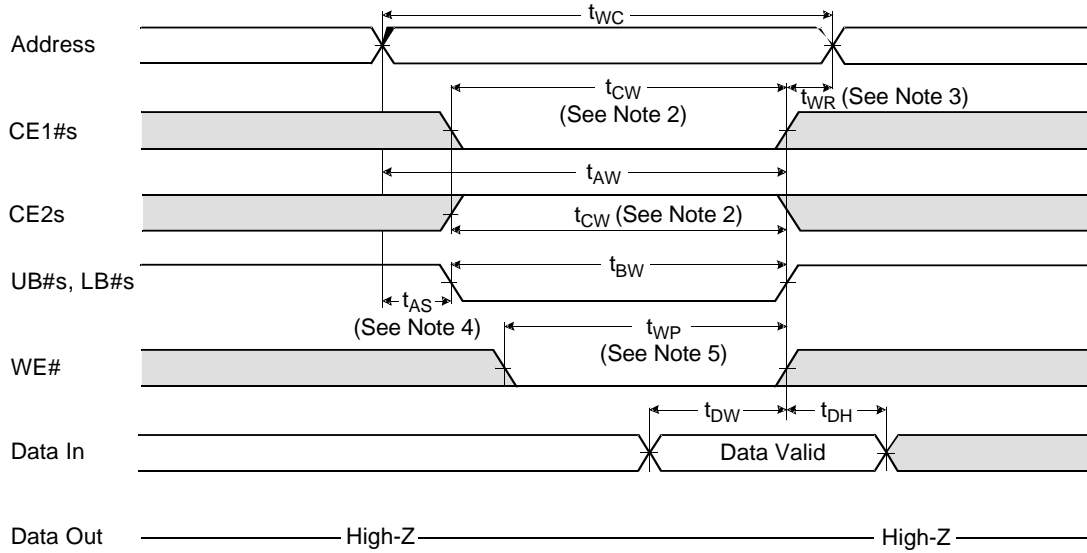 tWC
Address
tCW
(See Note 2)
tWR (See Note 3)
CE1#s
tAW
CE2s
tCW (See Note 2)
tBW
UB#s, LB#s
tAS
(See Note 4)
tWP
(See Note 5)
WE#
tDW
tDH
Data In
Data Valid
Data Out
High-Z
High-Z